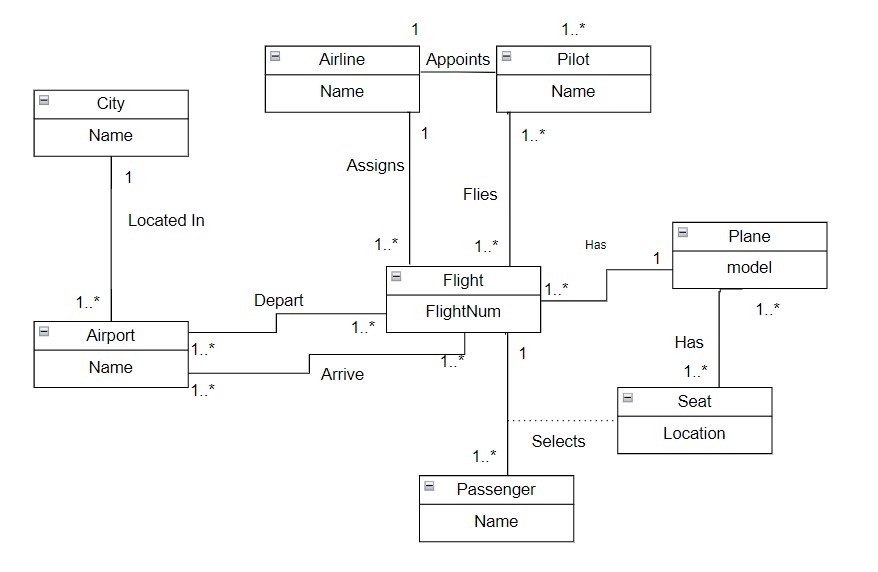 1
1..*
Airline
Appoints
Pilot
Name
Name
City
Name
1
1..*
Assigns
1
Flies
Located In
Plane
1..*
1..*
Has
1
model
Flight
1..*
FlightNum
1..*
Depart
1..*
1..*
Airport
1..*
1
Has
Name
Arrive
1..*
1..*
1..*
Seat
Selects
Location
1..*
Passenger
Name